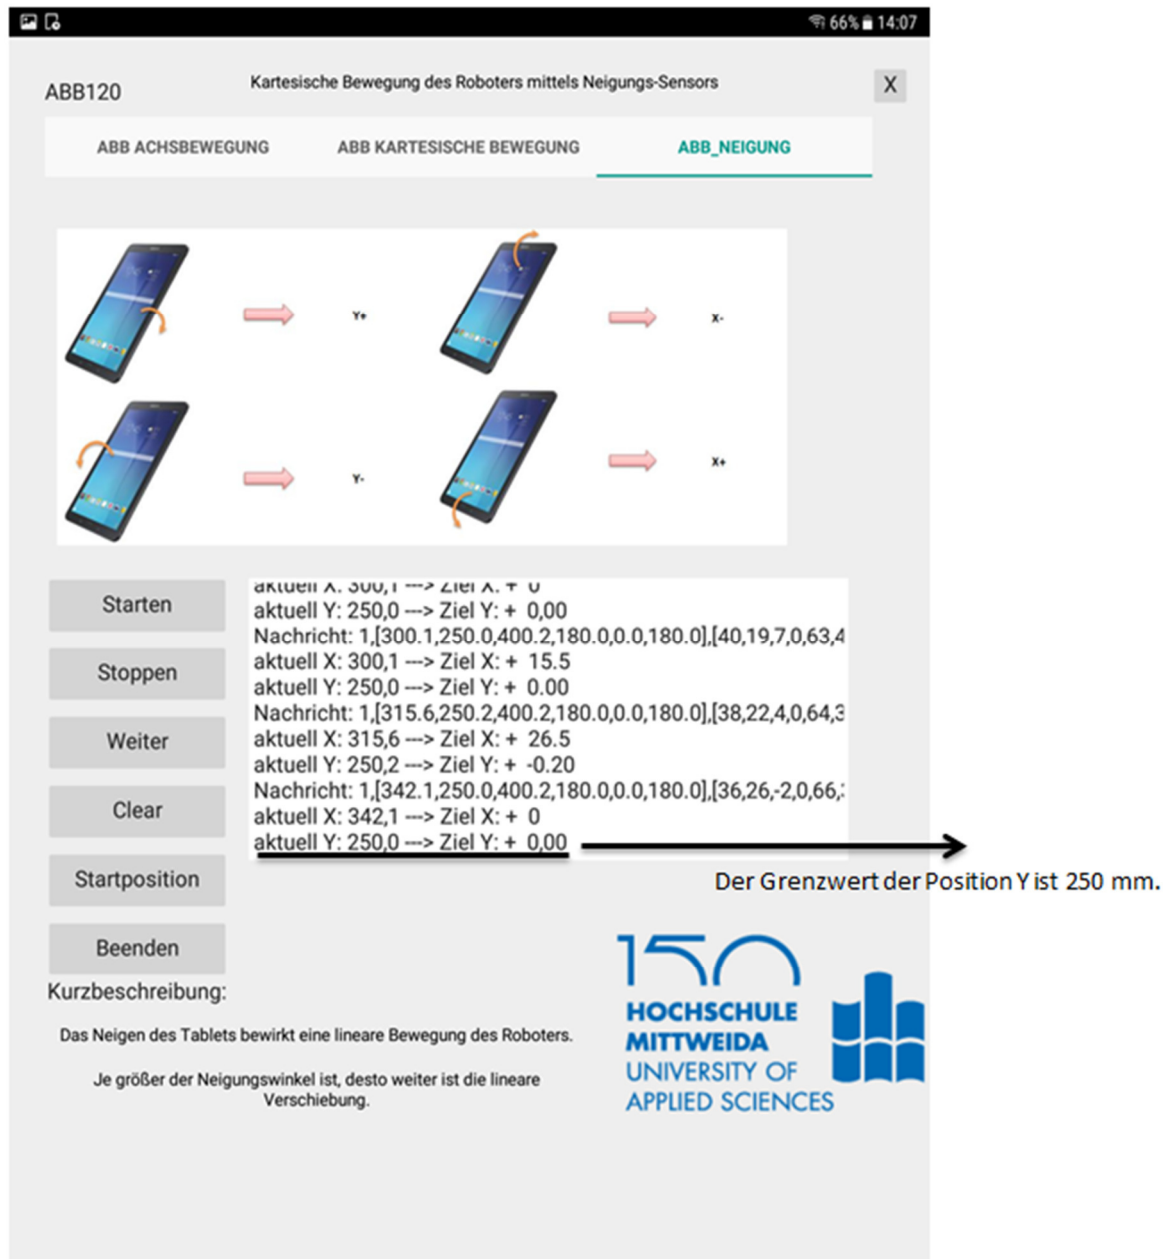 66% 14:07
ABB120
Kartesische Bewegung des Roboters mittels Neigungs-Sensors
X
ABB ACHSBEWEGUNG
ABB KARTESISCHE BEWEGUNG
ABB_NEIGUNG
Y+
X-
Y-
X+
Starten
Stoppen
Weiter
Clear
Startposition
Beenden
aktuell X: 300,1 ---> Ziel X: + 0
aktuell Y: 250,0 ---> Ziel Y: + 0,00
Nachricht: 1,[300.1,250.0,400.2,180.0,0.0,180.0],[40,19,7,0,63,4
aktuell X: 300,1 ---> Ziel X: + 15.5
aktuell Y: 250,0 ---> Ziel Y: + 0.00
Nachricht: 1,[315.6,250.2,400.2,180.0,0.0,180.0],[38,22,4,0,64,3
aktuell X: 315,6 ---> Ziel X: + 26.5
aktuell Y: 250,2 ---> Ziel Y: + -0.20
Nachricht: 1,[342.1,250.0,400.2,180.0,0.0,180.0],[36,26,-2,0,66,
aktuell X: 342,1 ---> Ziel X: + 0
aktuell Y: 250,0 ---> Ziel Y: + 0,00
Der Grenzwert der Position Y ist 250 mm.
Kurzbeschreibung:
Das Neigen des Tablets bewirkt eine lineare Bewegung des Roboters.
Je größer der Neigungswinkel ist, desto weiter ist die lineare
Verschiebung.
150
HOCHSCHULE
MITTWEIDA
UNIVERSITY OF
APPLIED SCIENCES